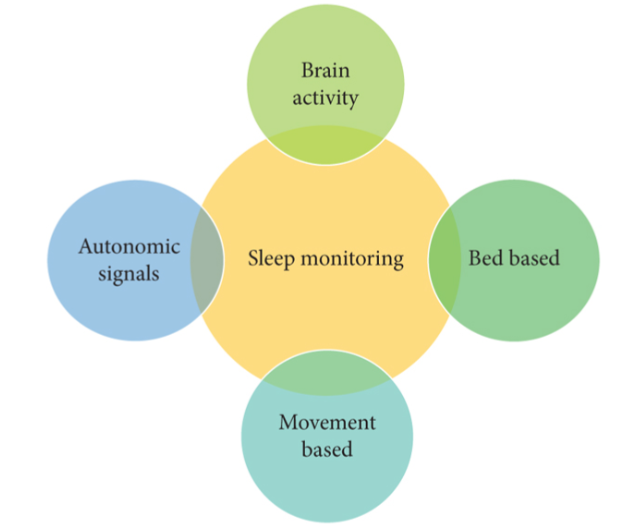 Brain
activity
Autonomic
signals
Sleep monitoring
Bed based
Movement
based